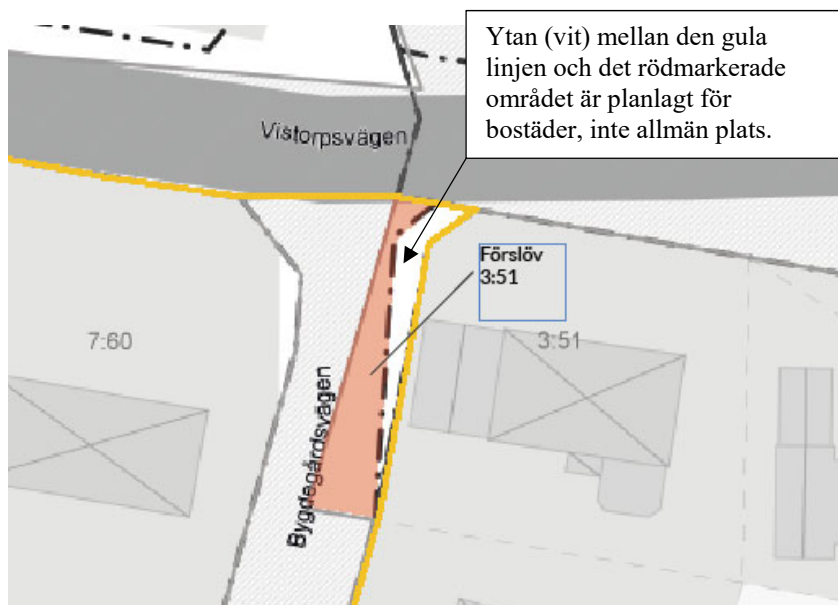 Ytan (vit) mellan den gula
linjen och det rödmarkerade
området är planlagt för
bostäder, inte allmän plats.
Vistorpsvägen
Förslöv
3:51
7:60
3:51
Bygdegårdsvägen